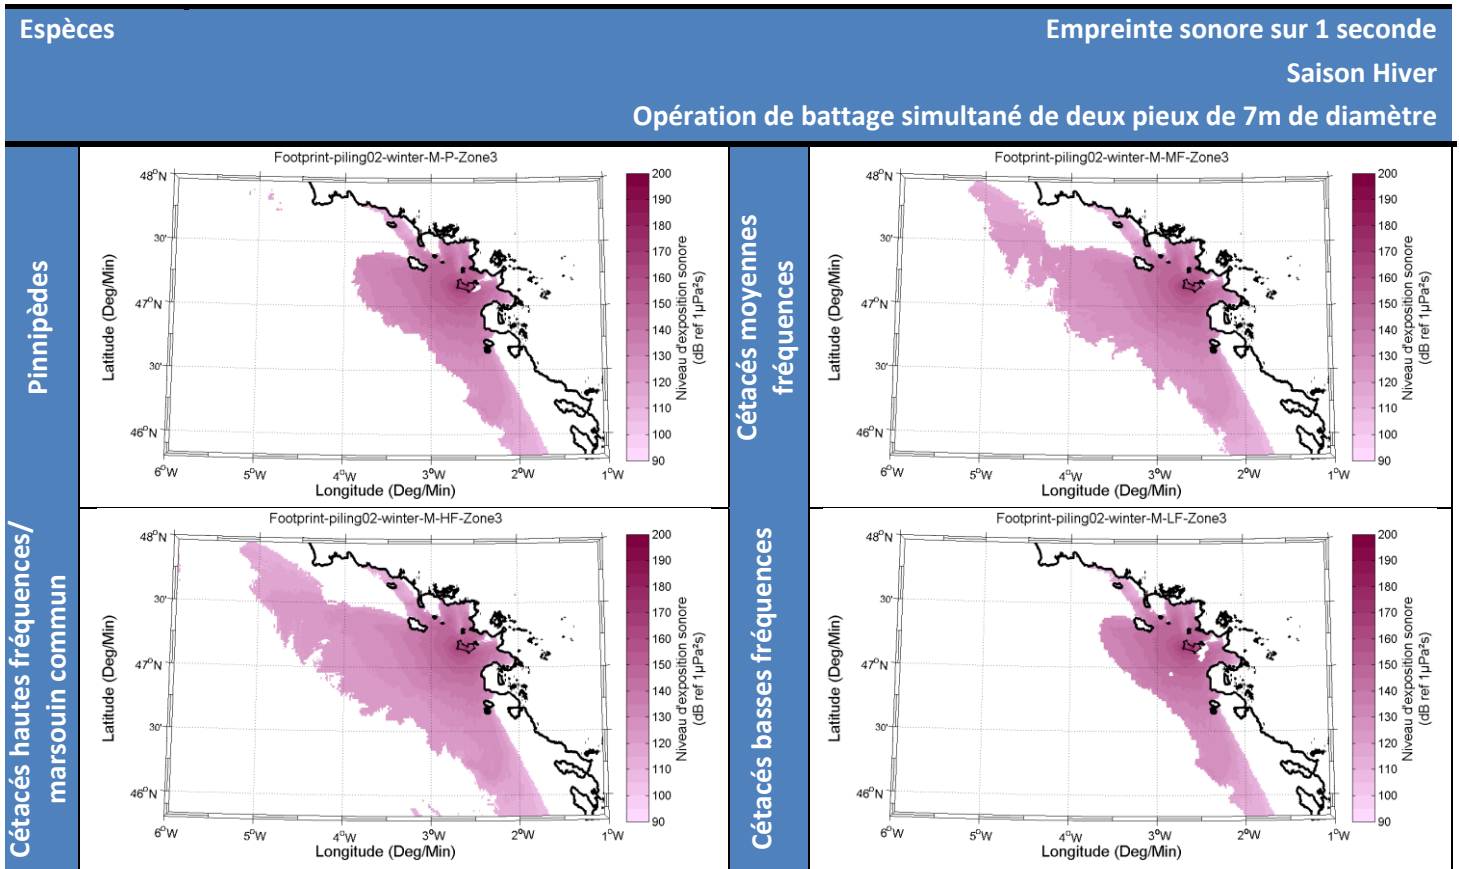 Espèces
Empreinte sonore sur 1 seconde
Saison Hiver
Opération de battage simultané de deux pieux de 7m de diamètre
Pinnipèdes
Footprint-piling02-winter-M-P-Zone3
48°N
30'
47°N
30'
46°N
6°W
5°W
4°W
3°W
2°W
1°W
Latitude (Deg/Min)
Longitude (Deg/Min)
200
190
180
170
160
150
140
130
120
110
100
90
Niveau d'exposition sonore
(dB ref 1µPa²s)
Cétacés moyennes
fréquences
Footprint-piling02-winter-M-MF-Zone3
48°N
30'
47°N
30'
46°N
6°W
5°W
4°W
3°W
2°W
1°W
Latitude (Deg/Min)
Longitude (Deg/Min)
200
190
180
170
160
150
140
130
120
110
100
90
Niveau d'exposition sonore
(dB ref 1µPa²s)
Cétacés hautes fréquences/
marsouin commun
Footprint-piling02-winter-M-HF-Zone3
48°N
30'
47°N
30'
46°N
6°W
5°W
4°W
3°W
2°W
1°W
Latitude (Deg/Min)
Longitude (Deg/Min)
200
190
180
170
160
150
140
130
120
110
100
90
Niveau d'exposition sonore
(dB ref 1µPa²s)
Cétacés basses fréquences
Footprint-piling02-winter-M-LF-Zone3
48°N
30'
47°N
30'
46°N
6°W
5°W
4°W
3°W
2°W
1°W
Latitude (Deg/Min)
Longitude (Deg/Min)
200
190
180
170
160
150
140
130
120
110
100
90
Niveau d'exposition sonore
(dB ref 1µPa²s)